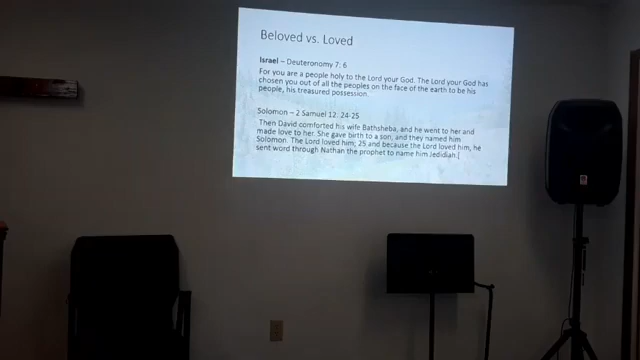 Beloved vs. Loved
Israel – Deuteronomy 7: 6
For you are a people holy to the Lord your God. The Lord your God has
chosen you out of all the peoples on the face of the earth to be his
people, his treasured possession.
Solomon – 2 Samuel 12: 24-25
Then David comforted his wife Bathsheba, and he went to her and
made love to her. She gave birth to a son, and they named him
Solomon. The Lord loved him; 25 and because the Lord loved him, he
sent word through Nathan the prophet to name him Jedidiah.[